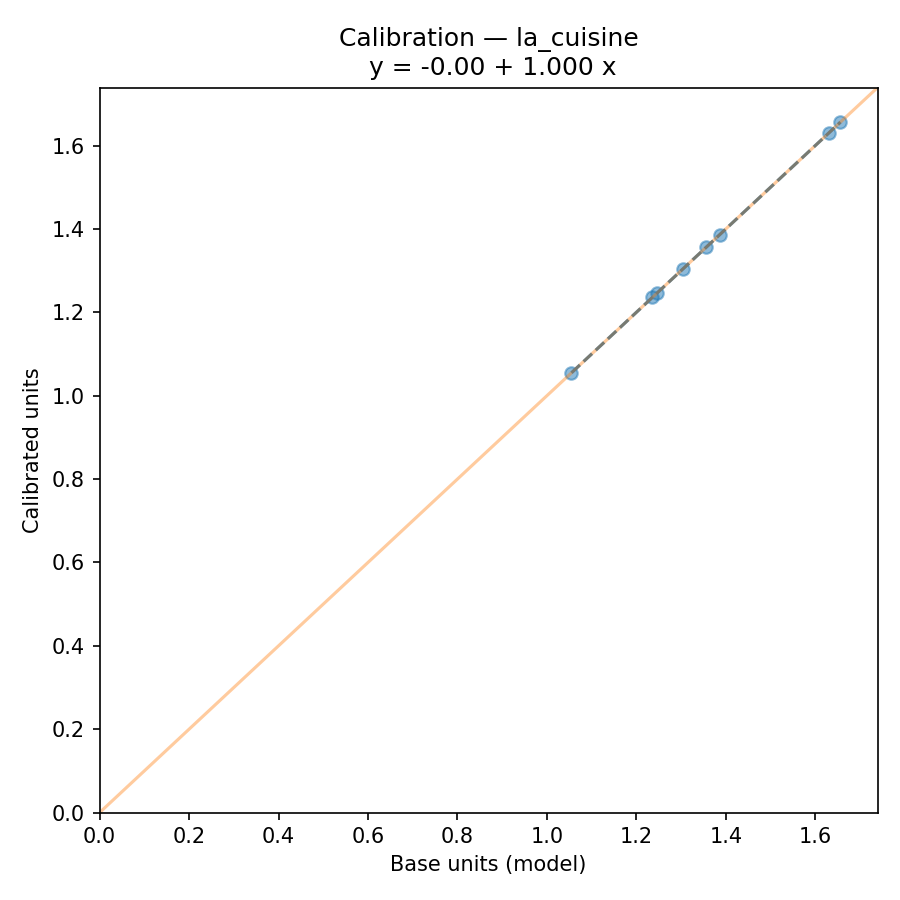 Calibration — la_cuisine
y = -0.00 + 1.000 x
Calibrated units
1.6
1.4
1.2
1.0
0.8
0.6
0.4
0.2
0.0
0.0 0.2 0.4 0.6 0.8 1.0 1.2 1.4 1.6
Base units (model)